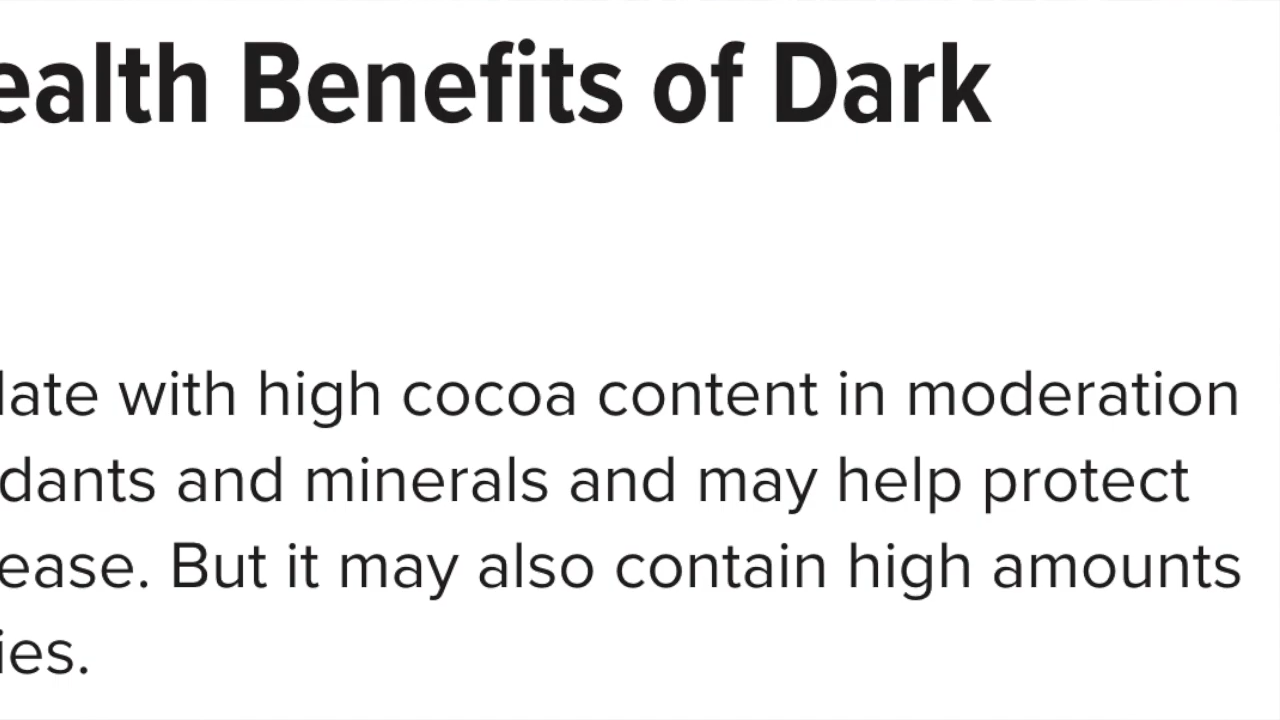 ealth Benefits of Dark
late with high cocoa content in moderation
dants and minerals and may help protect
ease. But it may also contain high amounts
ies.